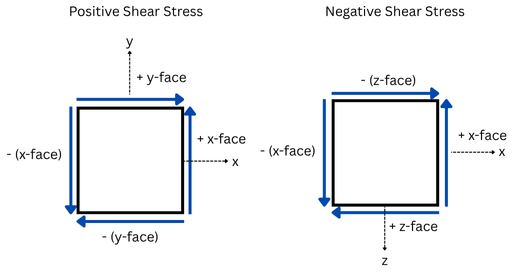 Positive Shear Stress
y
+ y-face
- (x-face)
+ x-face
x
- (y-face)
Negative Shear Stress
- (z-face)
- (x-face)
+ x-face
x
+ z-face
z